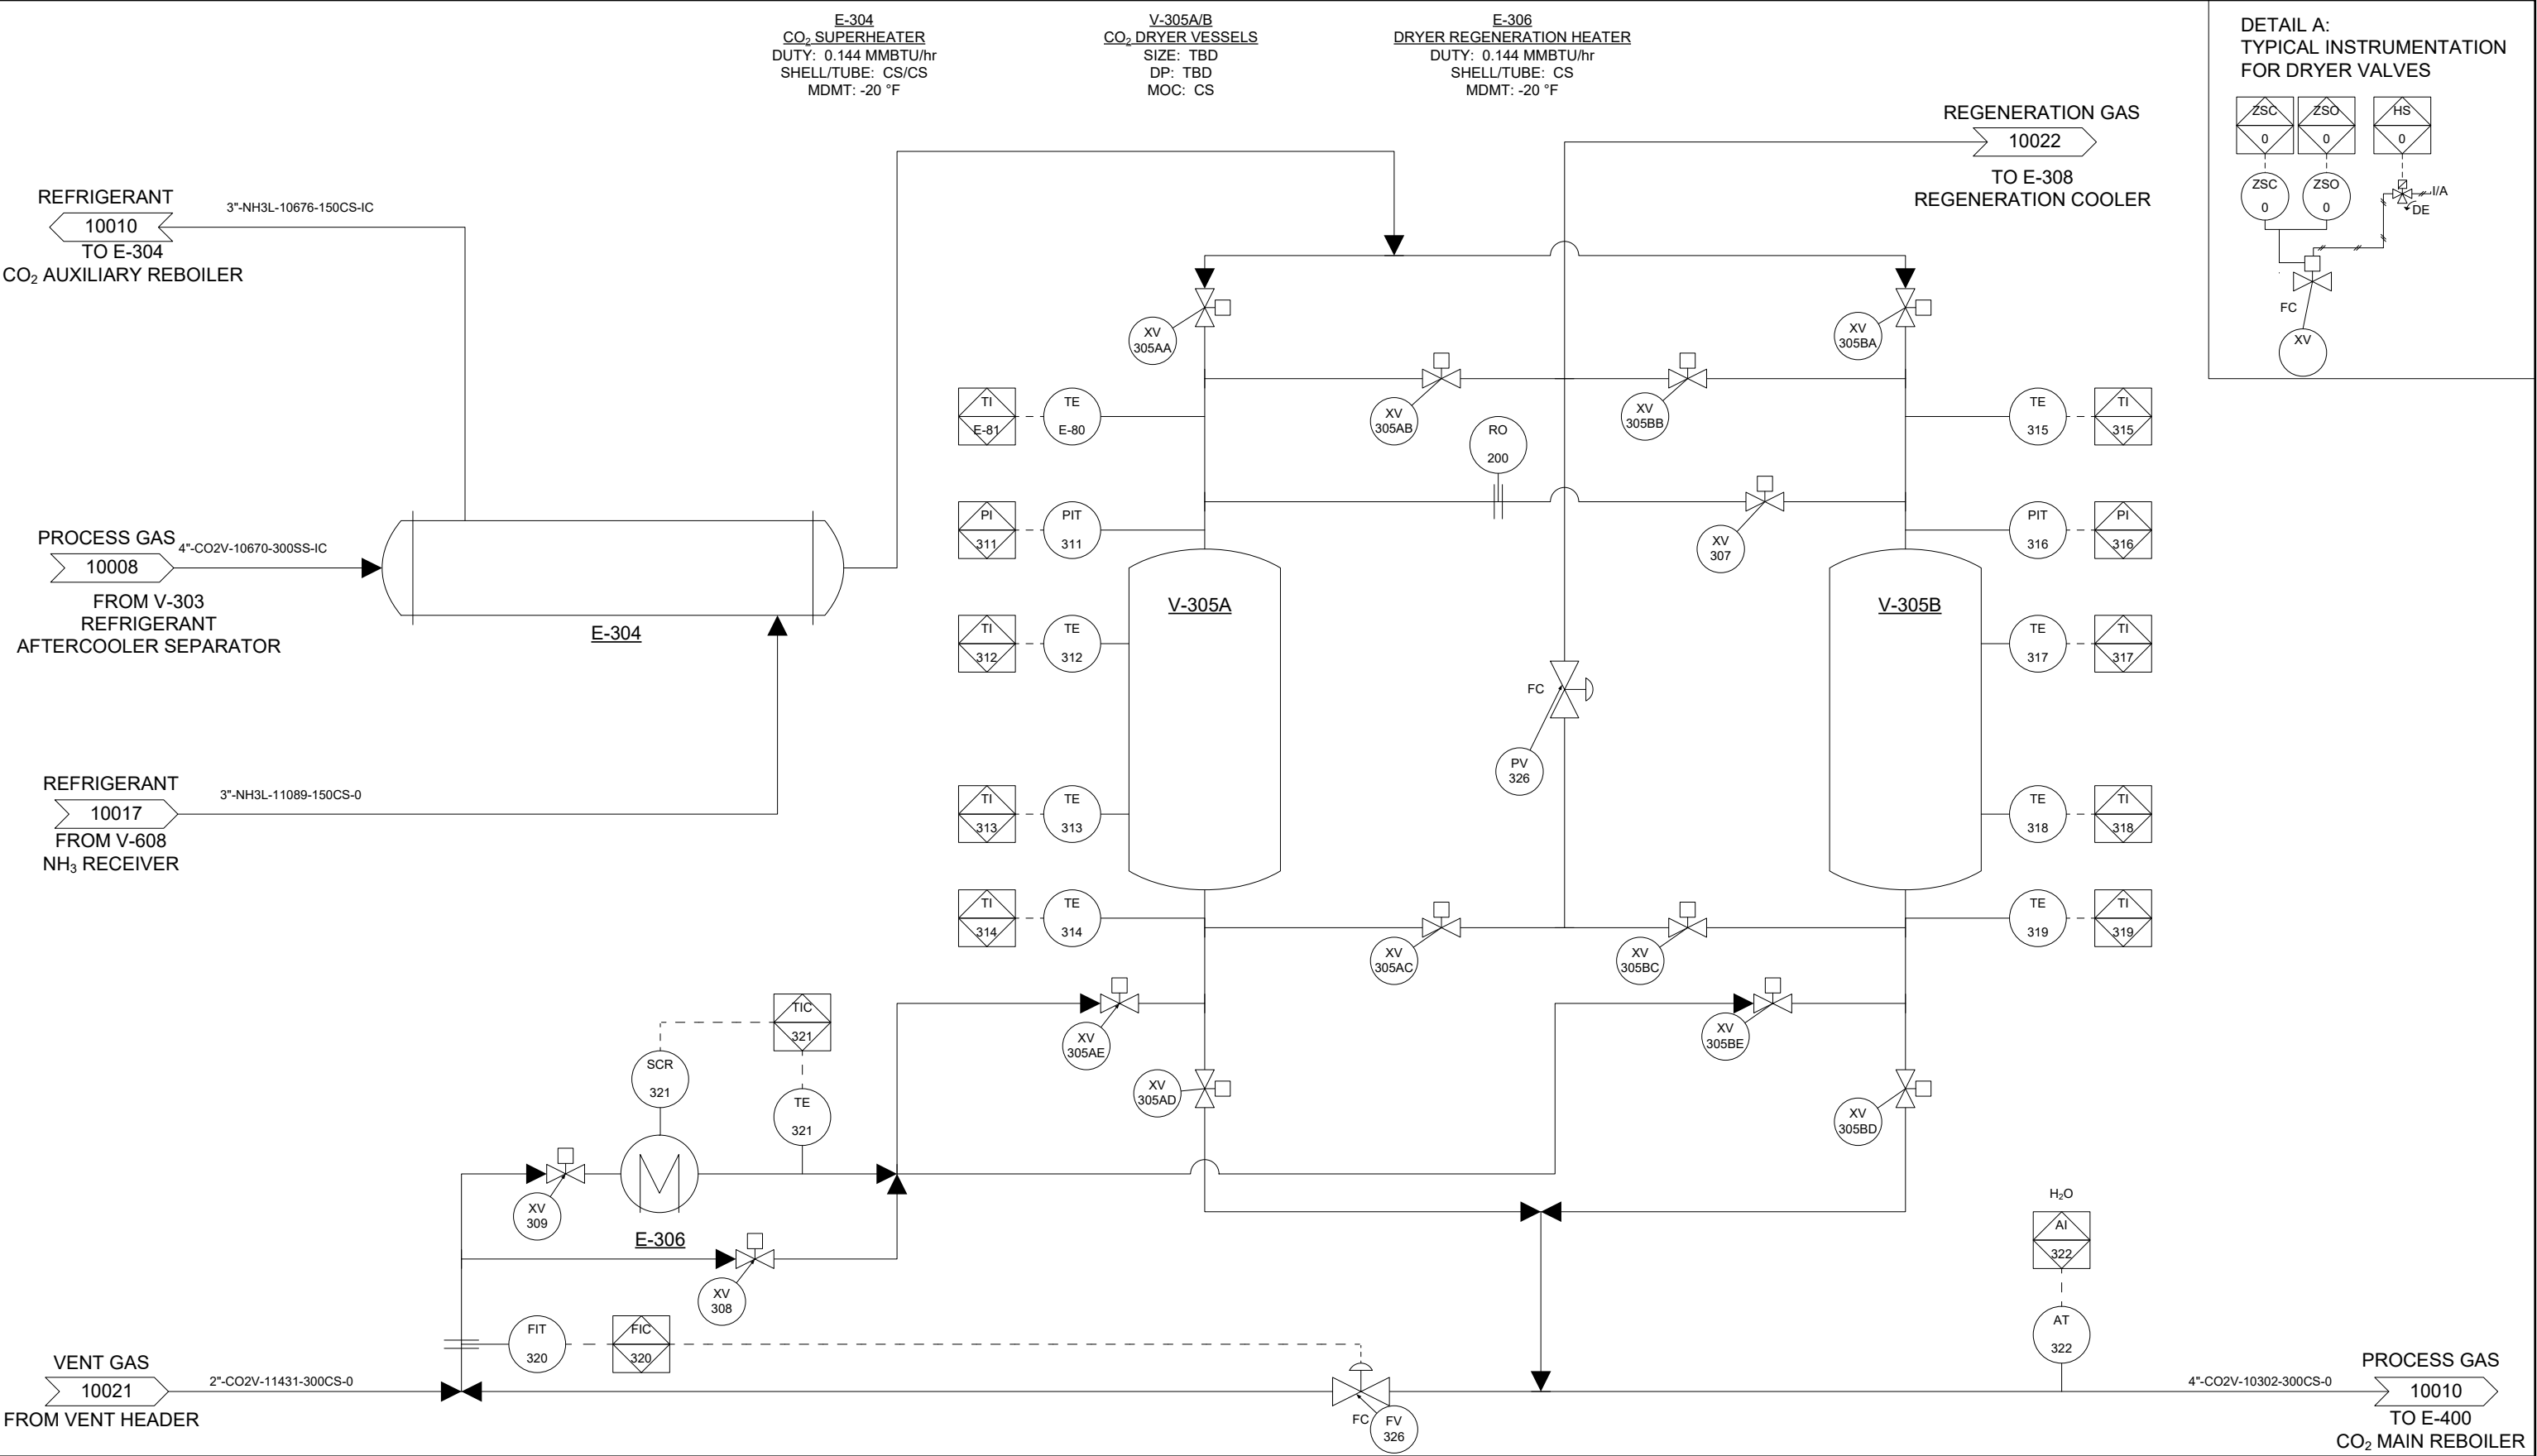 E-304
CO₂ SUPERHEATER
DUTY: 0.144 MMBTU/hr
SHELL/TUBE: CS/CS
MDMT: -20 °F
V-305A/B
CO₂ DRYER VESSELS
SIZE: TBD
DP: TBD
MOC: CS
E-306
DRYER REGENERATION HEATER
DUTY: 0.144 MMBTU/hr
SHELL/TUBE: CS
MDMT: -20 °F
DETAIL A:
TYPICAL INSTRUMENTATION
FOR DRYER VALVES
ZSC
0
ZSO
0
HS
0
ZSC
0
ZSO
0
I/A
DE
FC
XV
REGENERATION GAS
10022
TO E-308
REGENERATION COOLER
REFRIGERANT
10010
TO E-304
CO₂ AUXILIARY REBOILER
3"-NH3L-10676-150CS-IC
PROCESS GAS
10008
FROM V-303
REFRIGERANT
AFTERCOOLER SEPARATOR
4"-CO2V-10670-300SS-IC
E-304
REFRIGERANT
10017
FROM V-608
NH₃ RECEIVER
3"-NH3L-11089-150CS-0
XV
305AA
XV
305BA
XV
305AB
XV
305BB
TI
E-81
TE
E-80
RO
200
TE
315
TI
315
PI
311
PIT
311
XV
307
PIT
316
PI
316
V-305A
V-305B
TI
312
TE
312
TE
317
TI
317
FC
PV
326
TI
313
TE
313
TE
318
TI
318
TI
314
TE
314
XV
305AC
XV
305BC
TE
319
TI
319
TIC
321
SCR
321
TE
321
XV
305AE
XV
305BE
XV
305AD
XV
305BD
XV
309
E-306
XV
308
H₂O
AI
322
AT
322
FIT
320
FIC
320
VENT GAS
10021
FROM VENT HEADER
2"-CO2V-11431-300CS-0
FC
FV
326
4"-CO2V-10302-300CS-0
PROCESS GAS
10010
TO E-400
CO₂ MAIN REBOILER